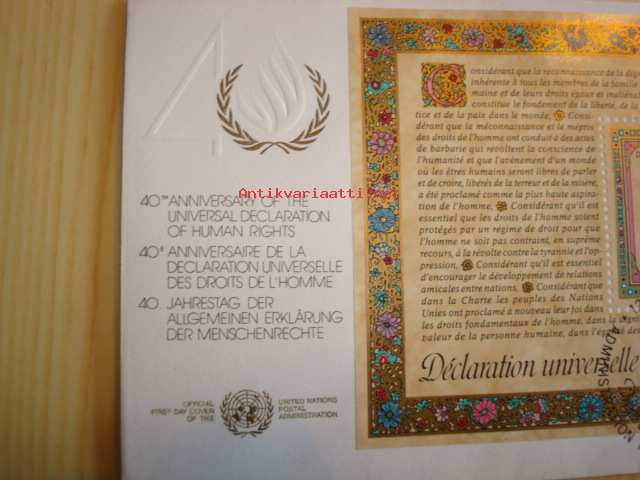 40
40TH ANNIVERSARY OF THE
UNIVERSAL DECLARATION
OF HUMAN RIGHTS
40e ANNIVERSAIRE DE LA
DECLARATION UNIVERSELLE
DES DROITS DE L'HOMME
40. JAHRESTAG DER
ALLGEMEINEN ERKLÄRUNG
DER MENSCHENRECHTE
OFFICIAL
FIRST DAY COVER
OF THE
UNITED NATIONS
POSTAL
ADMINISTRATION
Antikvariaatti.net
Considérant que la reconnaissance de la
inhérente à tous les membres de la famille
maine et de leurs droits égaux et
constitue le fondement de la liberté, de la
tice et de la paix dans le monde. Consi-
dérant que la méconnaissance et le mépris
des droits de l'homme ont conduit à des actes
de barbarie qui révoltent la conscience de
l'humanité et que l'avènement d'un monde
où les êtres humains seront libres de parler
et de croire, libérés de la terreur et de la misère,
a été proclamé comme la plus haute aspira-
tion de l'homme. Considérant qu'il est
essentiel que les droits de l'homme soient
protégés par un régime de droit pour que
l'homme ne soit pas contraint, en suprême
recours, à la révolte contre la tyrannie et l'op-
pression. Considérant qu'il est essentiel
d'encourager le développement de relations
amicales entre nations. Considérant que
dans la Charte les peuples des Nations
Unies ont proclamé à nouveau leur foi dans
les droits fondamentaux de l'homme, dans la
valeur de la personne humaine, dans l'égalité des
Déclaration universelle